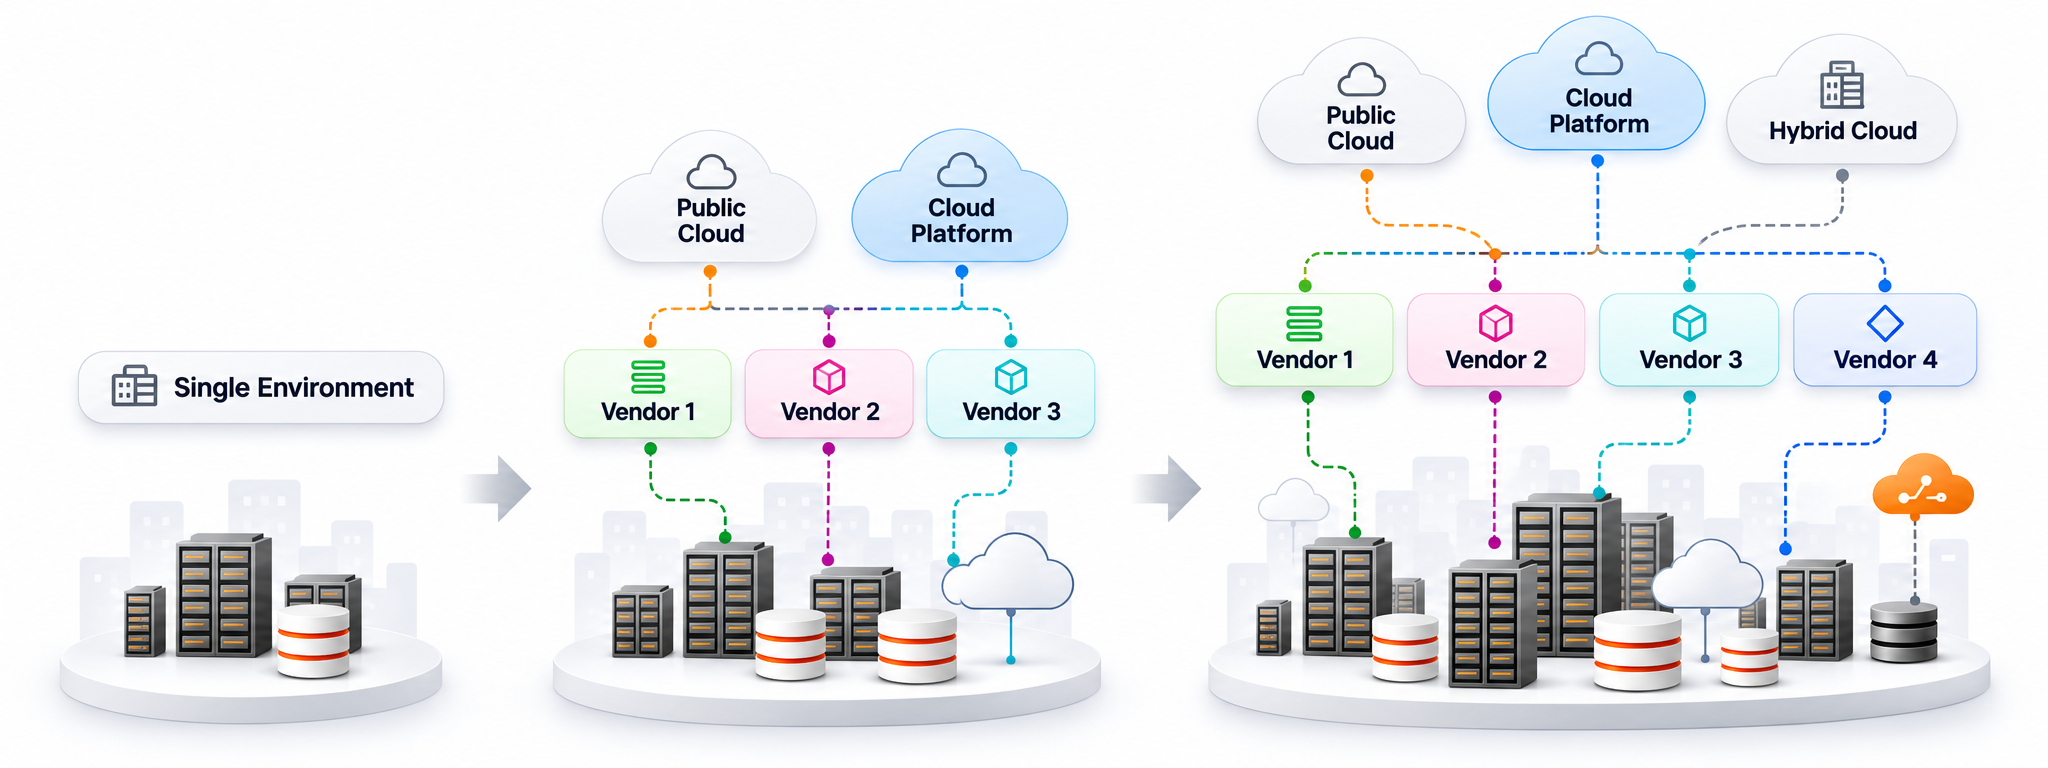 Single Environment
Public
Cloud
Cloud
Platform
Vendor 1
Vendor 2
Vendor 3
Public
Cloud
Cloud
Platform
Hybrid Cloud
Vendor 1
Vendor 2
Vendor 3
Vendor 4